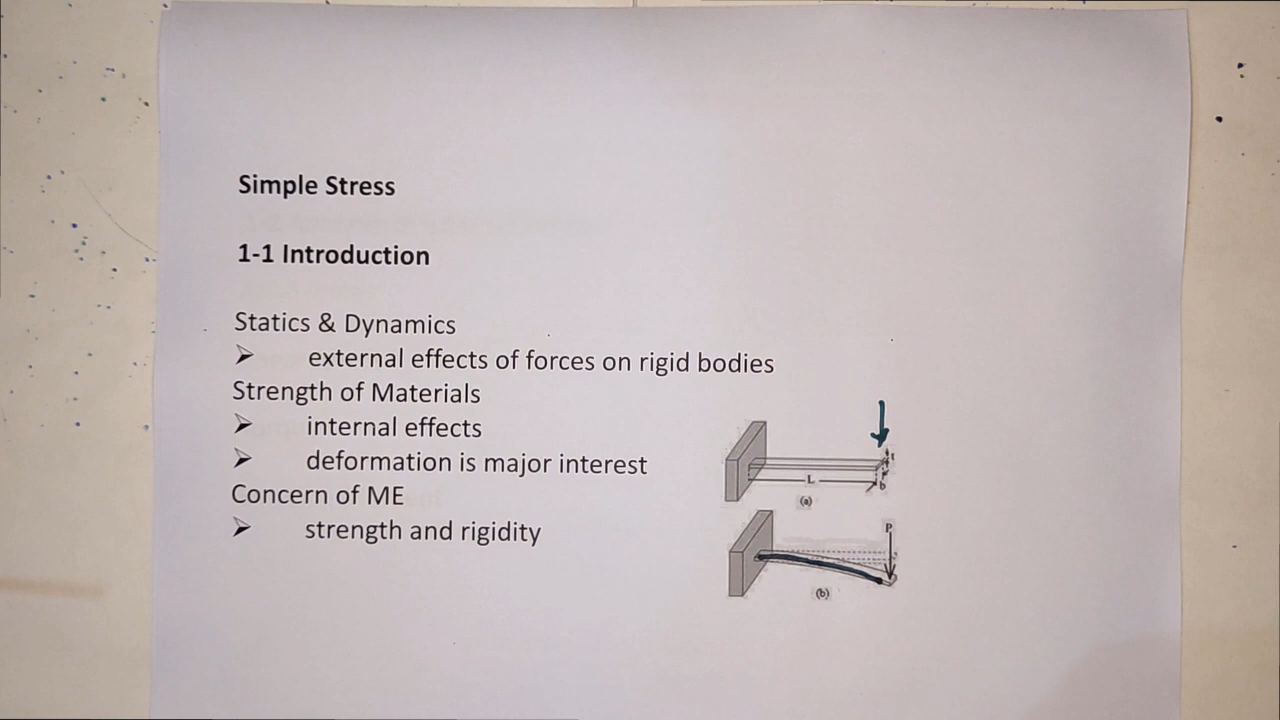 Simple Stress
1-1 Introduction
Statics & Dynamics
➢ external effects of forces on rigid bodies
Strength of Materials
➢ internal effects
➢ deformation is major interest
Concern of ME
➢ strength and rigidity
t
L
b
(a)
P
(b)